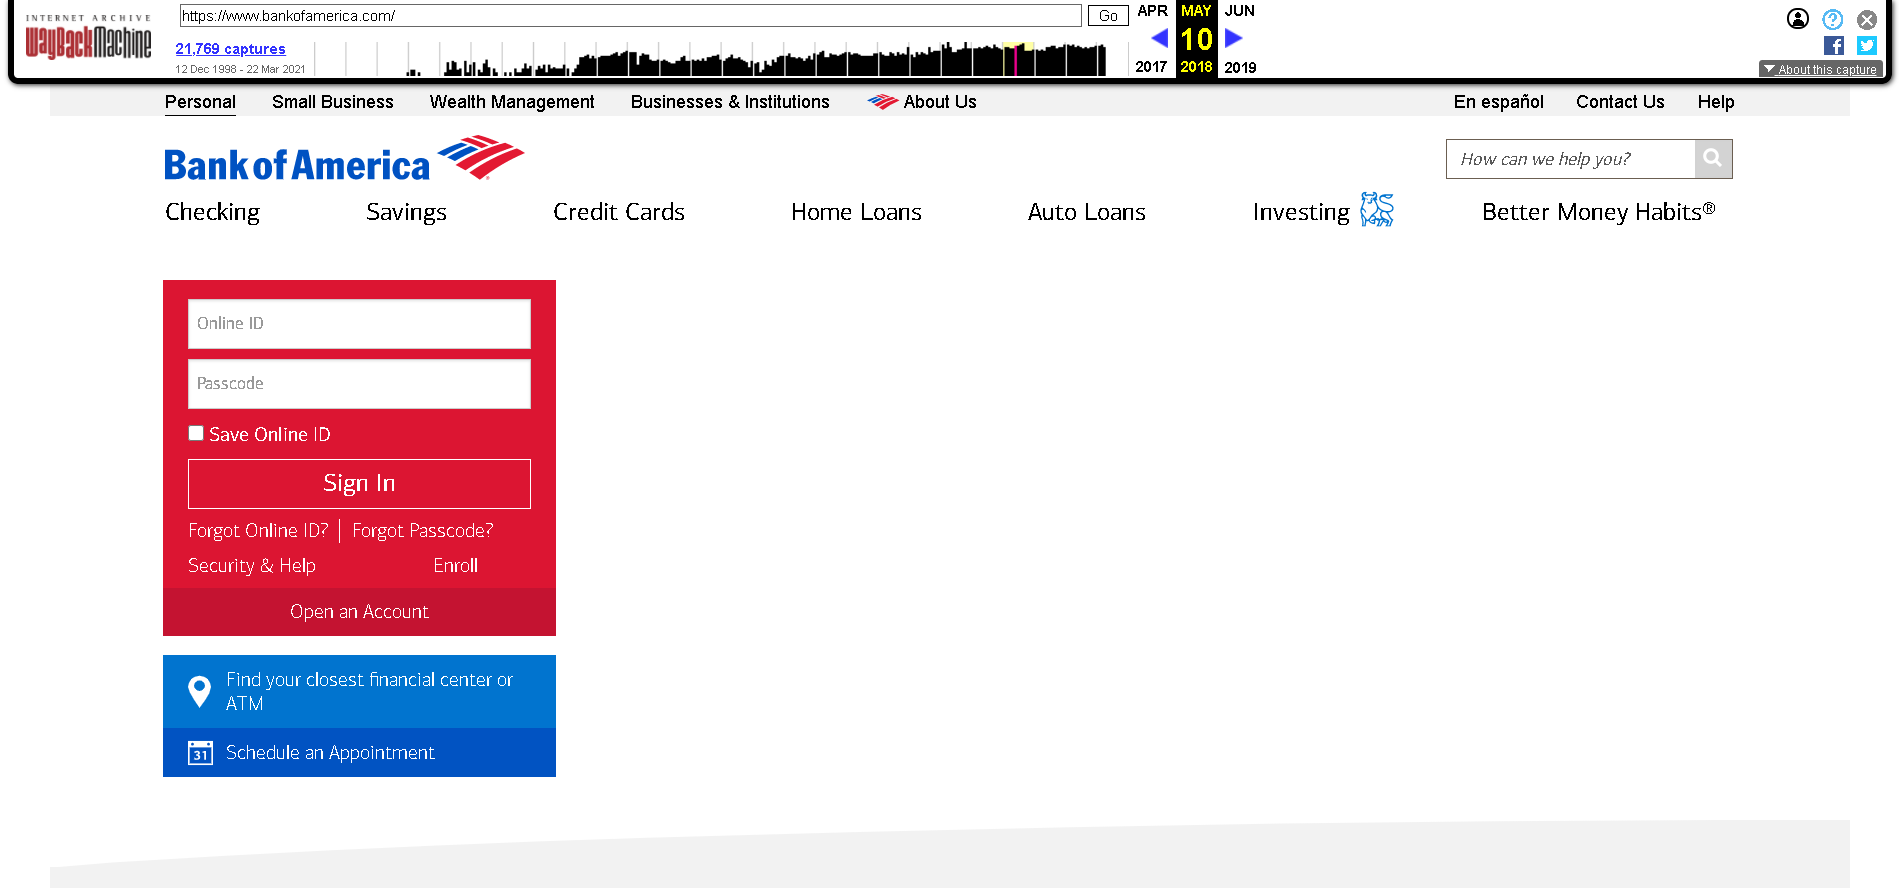 INTERNET ARCHIVE
WayBackMachine
https://www.bankofamerica.com/
Go
APR MAY JUN
21,769 captures
10
12 Dec 1998 - 22 Mar 2021
2017 2018 2019
?
f
About this capture
Personal Small Business Wealth Management Businesses & Institutions About Us En español Contact Us Help
Bank of America
How can we help you?
Checking Savings Credit Cards Home Loans Auto Loans Investing Better Money Habits®
Online ID
Passcode
Save Online ID
Sign In
Forgot Online ID? Forgot Passcode?
Security & Help Enroll
Open an Account
Find your closest financial center or
ATM
31 Schedule an Appointment